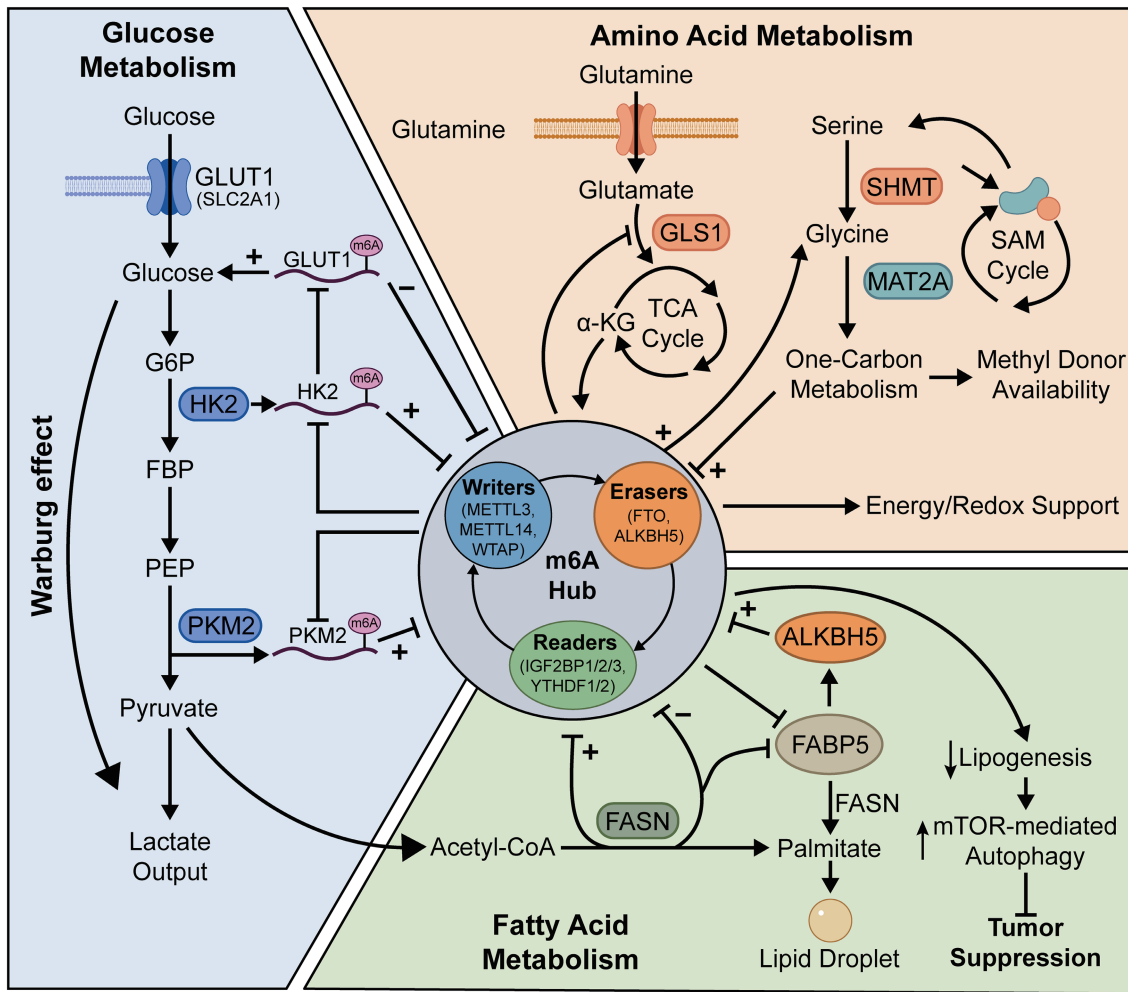 Glucose
Metabolism
Glucose
GLUT1
(SLC2A1)
Glucose
+
GLUT1
m6A
−
G6P
HK2
HK2
m6A
+
FBP
Warburg effect
PEP
PKM2
PKM2
m6A
+
Pyruvate
Lactate
Output
Amino Acid Metabolism
Glutamine
Glutamine
Glutamate
GLS1
α-KG
TCA
Cycle
Serine
SHMT
Glycine
MAT2A
SAM
Cycle
One-Carbon
Metabolism
Methyl Donor
Availability
+
+
Energy/Redox Support
Writers
(METTL3,
METTL14,
WTAP)
Erasers
(FTO,
ALKBH5)
m6A
Hub
Readers
(IGF2BP1/2/3,
YTHDF1/2)
+
ALKBH5
−
+
FABP5
FASN
FASN
Acetyl-CoA
Palmitate
Lipid Droplet
Lipogenesis
mTOR-mediated
Autophagy
Tumor
Suppression
Fatty Acid
Metabolism